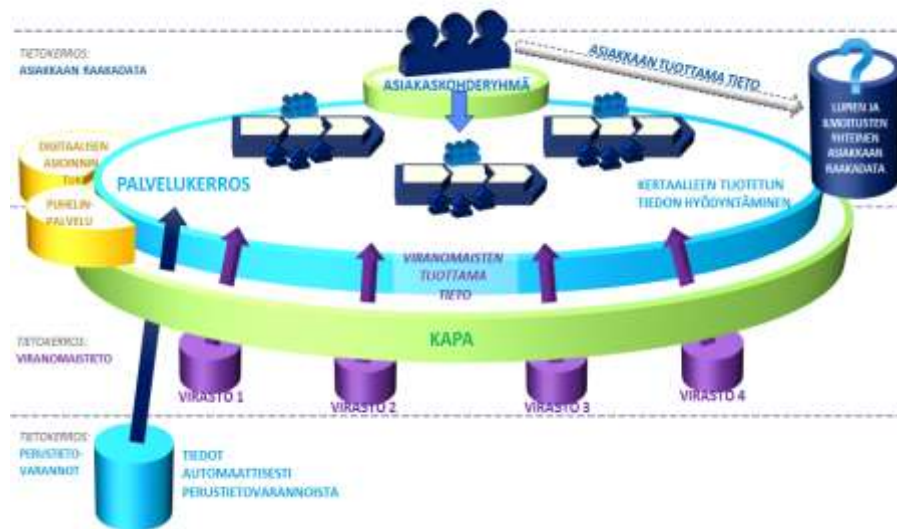 TIETOKERROS:
ASIAKKAAN RAAKADATA
ASIAKASKOHDERYHMÄ
ASIAKKAAN TUOTTAMA TIETO
?
LUPIEN JA
ILMOITUSTEN
YHTEINEN
ASIAKKAAN
RAAKADATA
DIGITAALISEN
ASIOINNIN
PUHELIN-
PALVELU
PALVELUKERROS
KERTAALLEEN TUOTETUN
TIEDON HYÖDYNTÄMINEN
VIRANOMAISTEN
TUOTTAMA
TIETO
KAPA
TIETOKERROS:
VIRANOMAISTIETO
VIRASTO 1
VIRASTO 2
VIRASTO 3
VIRASTO 4
TIETOKERROS:
PERUSTIETO-
VARANNOT
TIEDOT
AUTOMAATTISESTI
PERUSTIETOVARANNOISTA